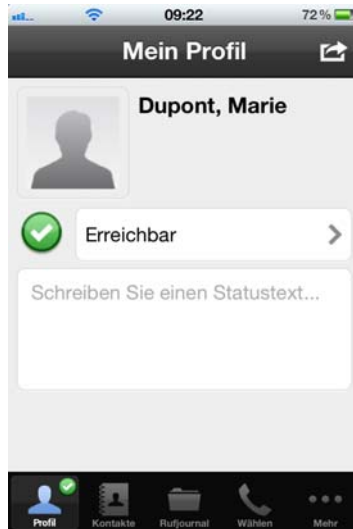 09:22
72 %
Mein Profil
Dupont, Marie
Erreichbar
Schreiben Sie einen Statustext...
Profil Kontakte Rufjournal Wählen Mehr